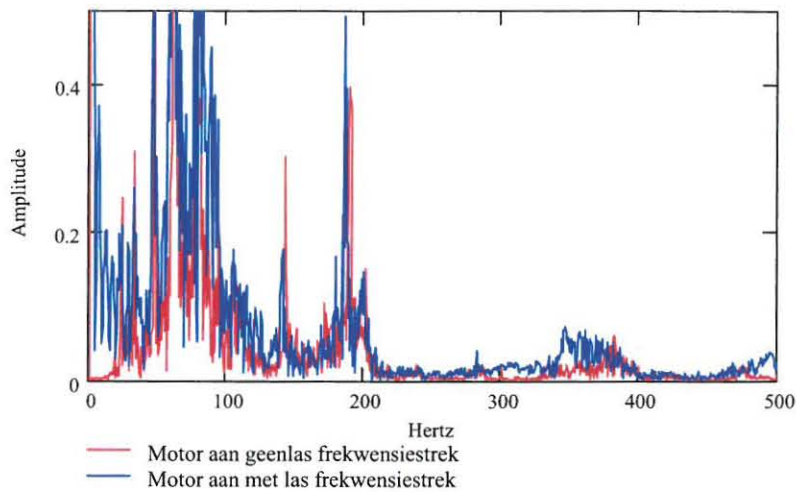 0.4
Amplitude
0.2
0
0 100 200 300 400 500
Hertz
Motor aan geenlas frekwensiestrek
Motor aan met las frekwensiestrek